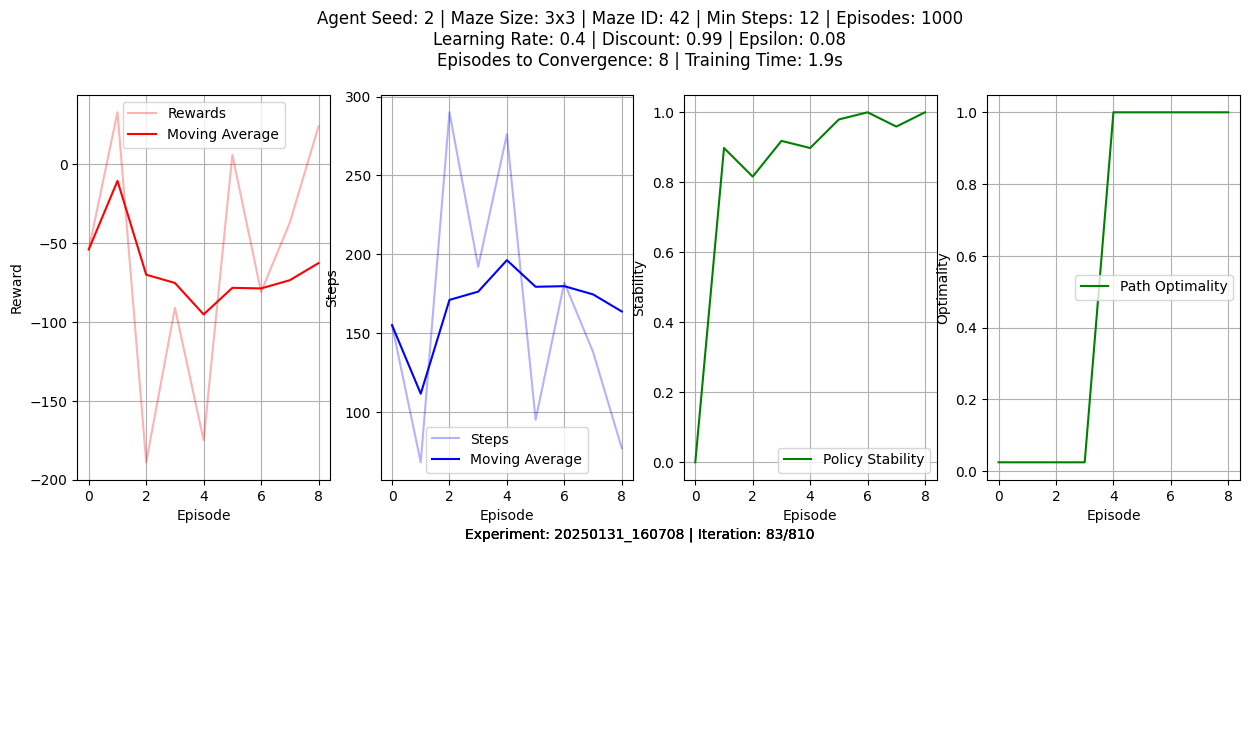 Agent Seed: 2 | Maze Size: 3x3 | Maze ID: 42 | Min Steps: 12 | Episodes: 1000
Learning Rate: 0.4 | Discount: 0.99 | Epsilon: 0.08
Episodes to Convergence: 8 | Training Time: 1.9s
Reward
0
−50
−100
−150
−200
Rewards
Moving Average
0 2 4 6 8
Episode
Steps
300
250
200
150
100
Steps
Moving Average
0 2 4 6 8
Episode
Stability
1.0
0.8
0.6
0.4
0.2
0.0
Policy Stability
0 2 4 6 8
Episode
Optimality
1.0
0.8
0.6
0.4
0.2
0.0
Path Optimality
0 2 4 6 8
Episode
Experiment: 20250131_160708 | Iteration: 83/810